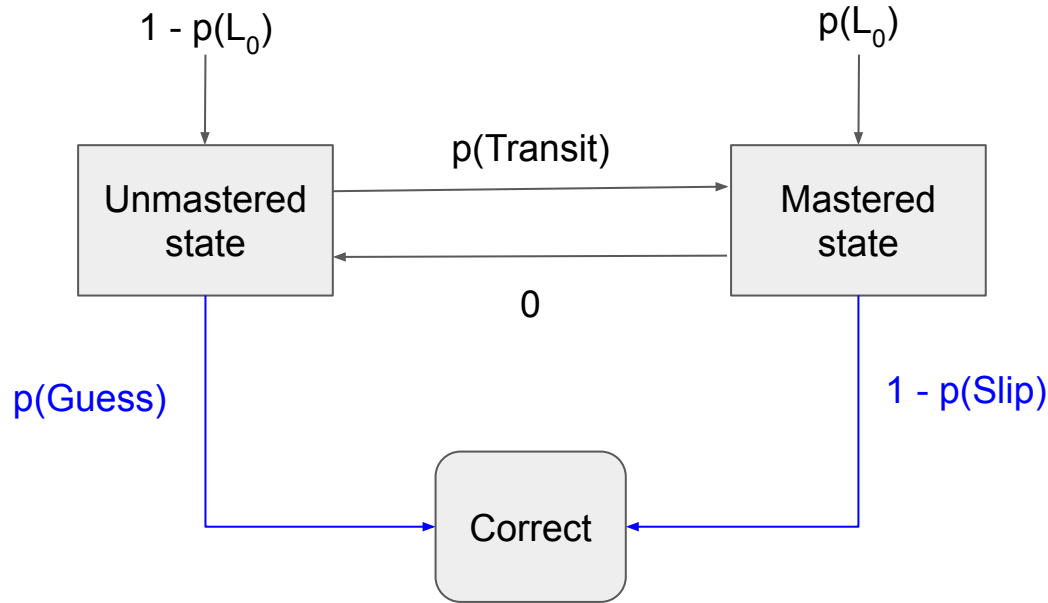 1 - p(L₀)
p(L₀)
p(Transit)
Unmastered
state
Mastered
state
0
p(Guess)
1 - p(Slip)
Correct